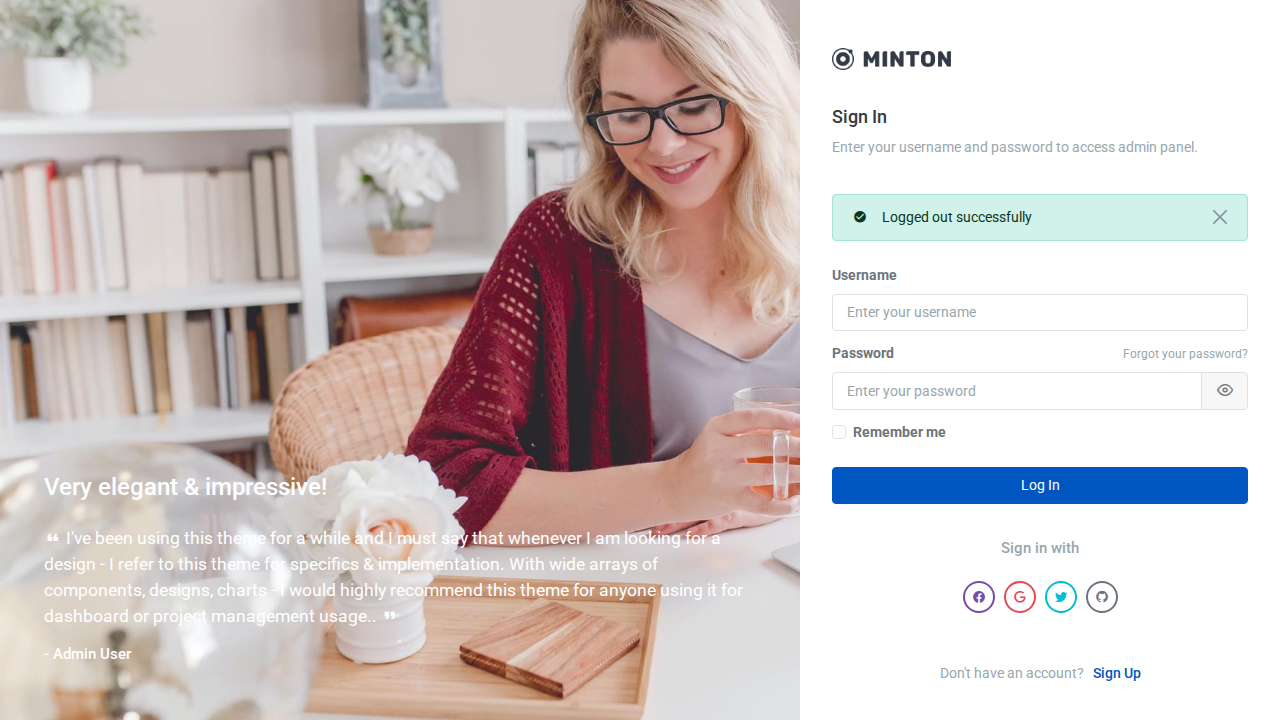 MINTON
Sign In
Enter your username and password to access admin panel.
Logged out successfully
Username
Enter your username
Password
Forgot your password?
Enter your password
Remember me
Log In
Sign in with
Don't have an account? Sign Up
Very elegant & impressive!
❝ I've been using this theme for a while and I must say that whenever I am looking for a
design - I refer to this theme for specifics & implementation. With wide arrays of
components, designs, charts - I would highly recommend this theme for anyone using it for
dashboard or project management usage.. ❞
- Admin User